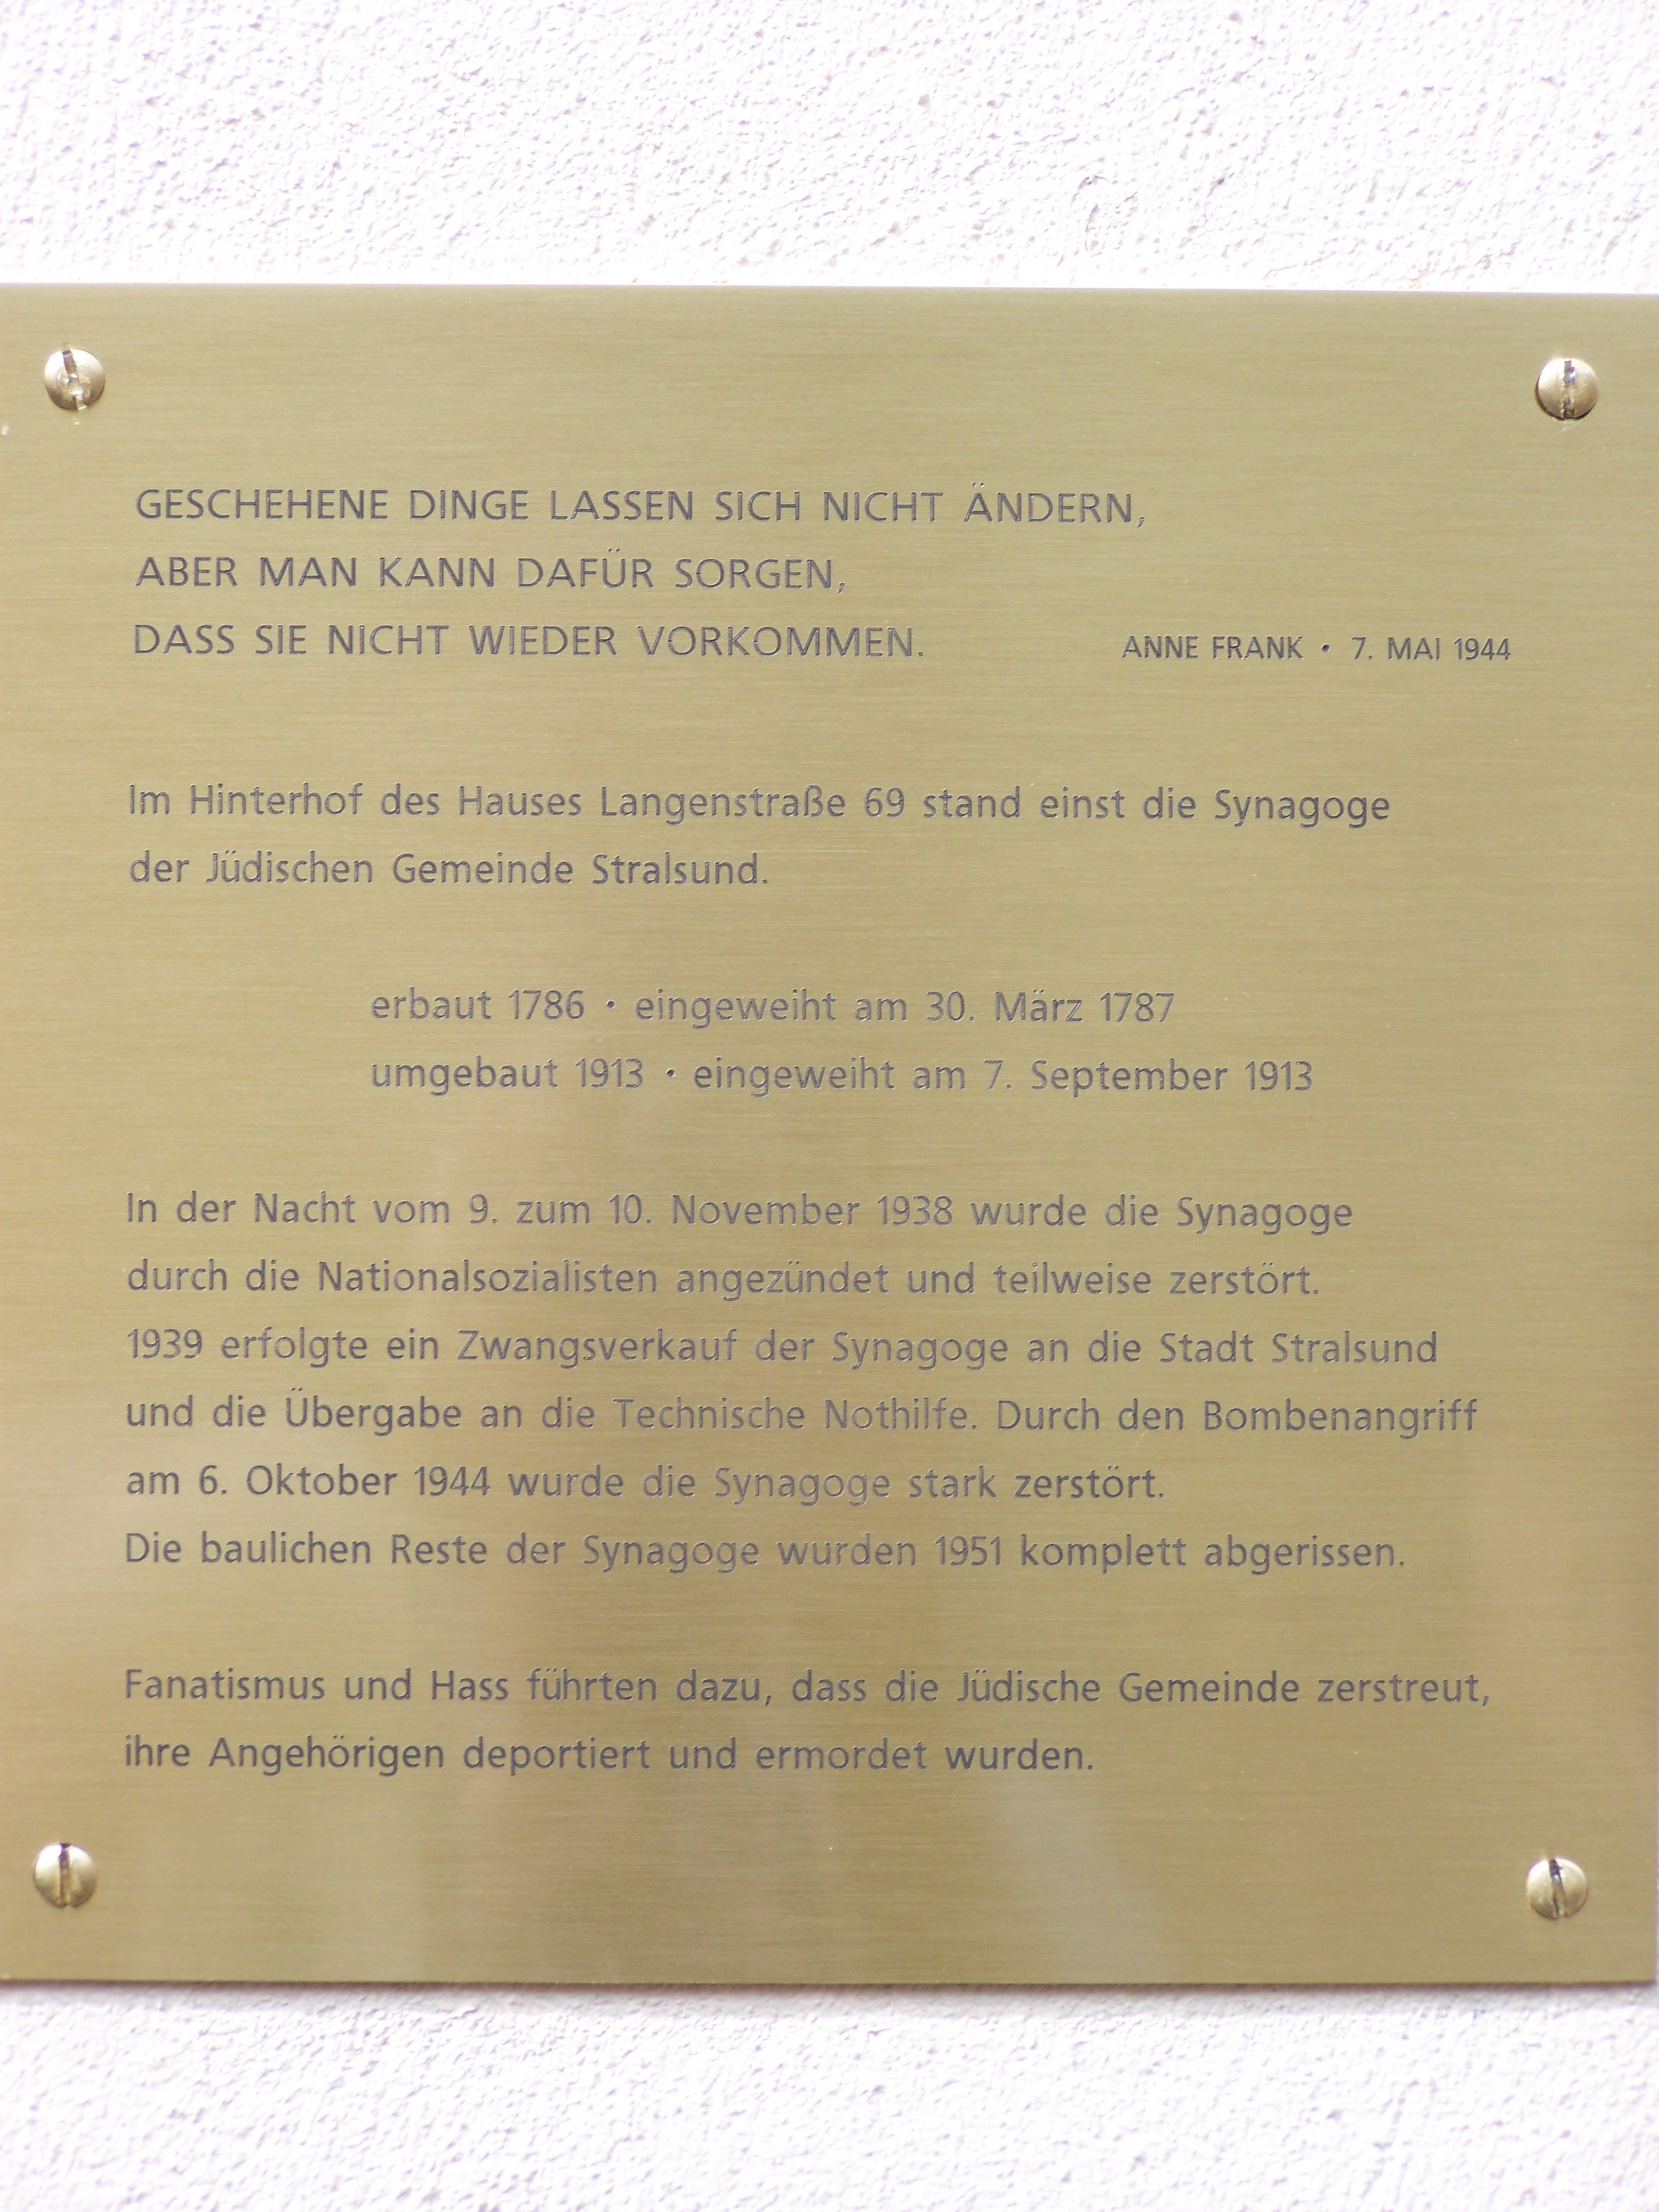 GESCHEHENE DINGE LASSEN SICH NICHT ÄNDERN,
ABER MAN KANN DAFÜR SORGEN,
DASS SIE NICHT WIEDER VORKOMMEN. ANNE FRANK • 7. MAI 1944
Im Hinterhof des Hauses Langenstraße 69 stand einst die Synagoge
der Jüdischen Gemeinde Stralsund.
erbaut 1786 • eingeweiht am 30. März 1787
umgebaut 1913 • eingeweiht am 7. September 1913
In der Nacht vom 9. zum 10. November 1938 wurde die Synagoge
durch die Nationalsozialisten angezündet und teilweise zerstört.
1939 erfolgte ein Zwangsverkauf der Synagoge an die Stadt Stralsund
und die Übergabe an die Technische Nothilfe. Durch den Bombenangriff
am 6. Oktober 1944 wurde die Synagoge stark zerstört.
Die baulichen Reste der Synagoge wurden 1951 komplett abgerissen.
Fanatismus und Hass führten dazu, dass die Jüdische Gemeinde zerstreut,
ihre Angehörigen deportiert und ermordet wurden.